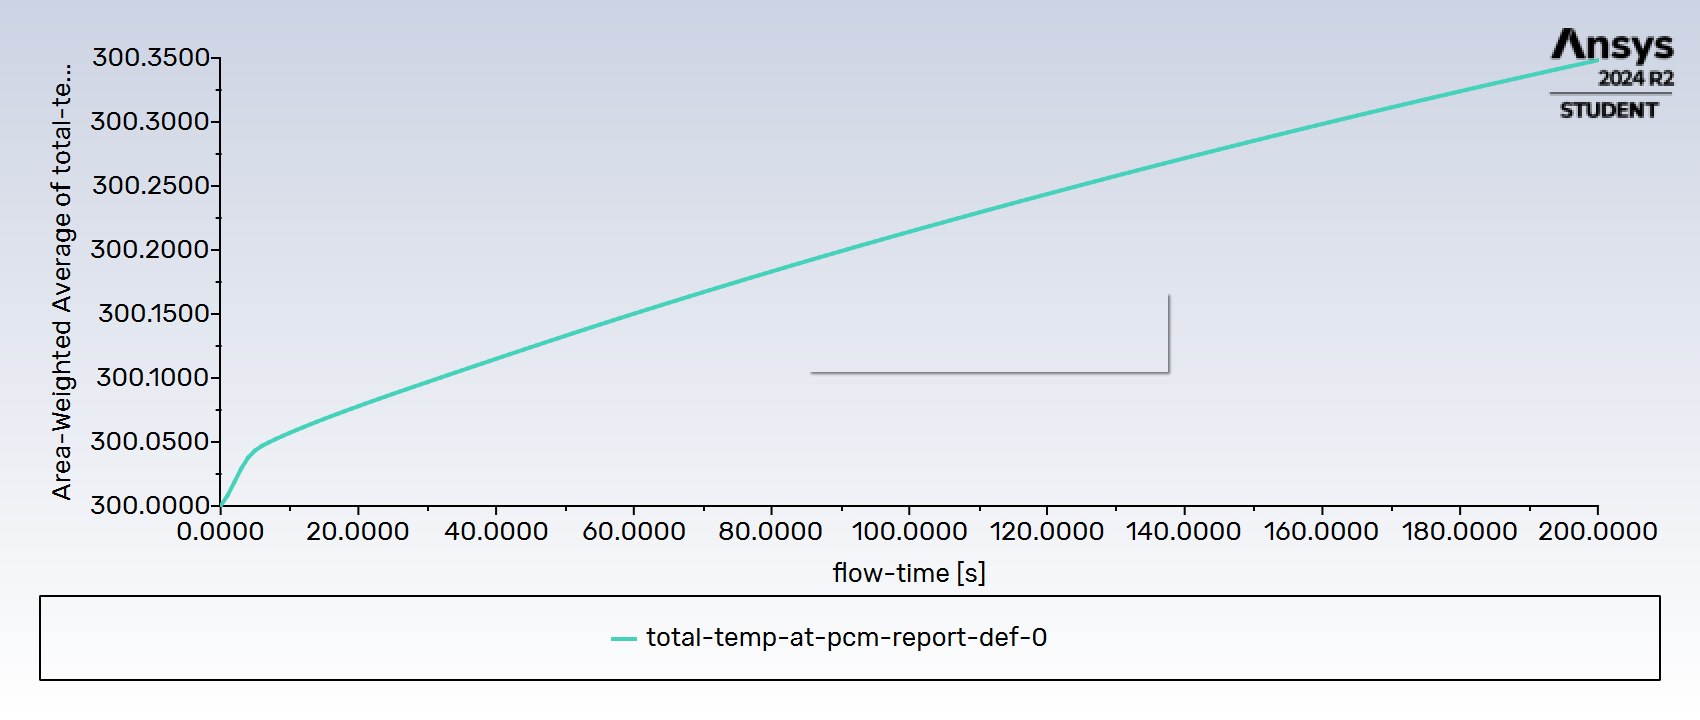 Ansys
2024 R2
STUDENT
Area-Weighted Average of total-te...
300.3500
300.3000
300.2500
300.2000
300.1500
300.1000
300.0500
300.0000
0.0000 20.0000 40.0000 60.0000 80.0000 100.0000 120.0000 140.0000 160.0000 180.0000 200.0000
flow-time [s]
total-temp-at-pcm-report-def-0